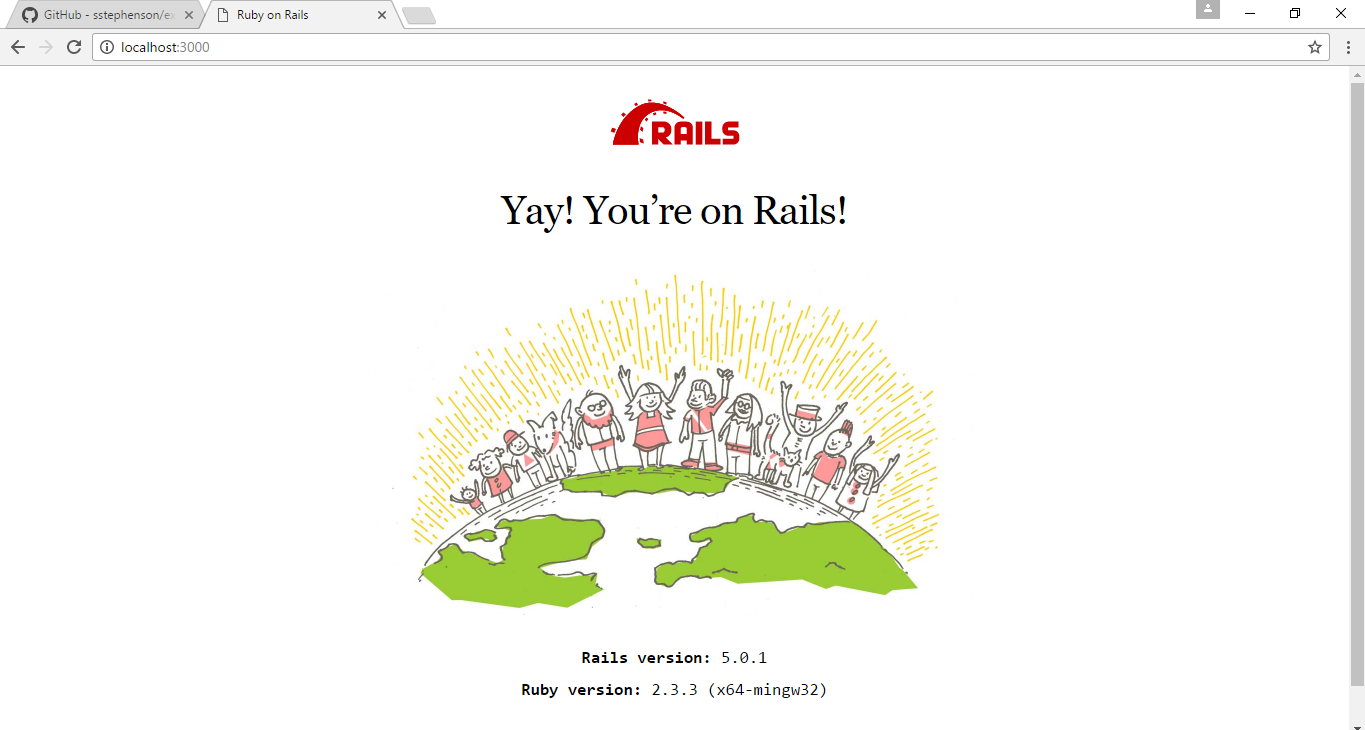 GitHub - sstephenson/ex
Ruby on Rails
localhost:3000
RAILS
Yay! You’re on Rails!
Rails version: 5.0.1
Ruby version: 2.3.3 (x64-mingw32)